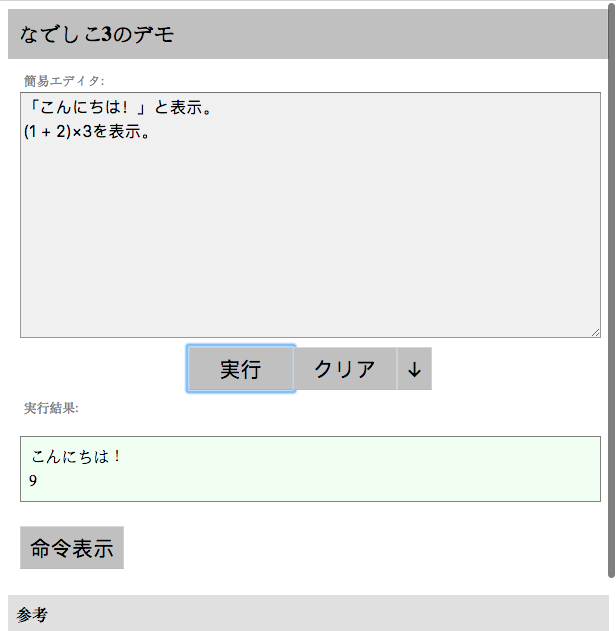 なでしこ3のデモ
簡易エディタ:
「こんにちは！」と表示。
(1 + 2)×3を表示。
実行 クリア ↓
実行結果:
こんにちは！
9
命令表示
参考